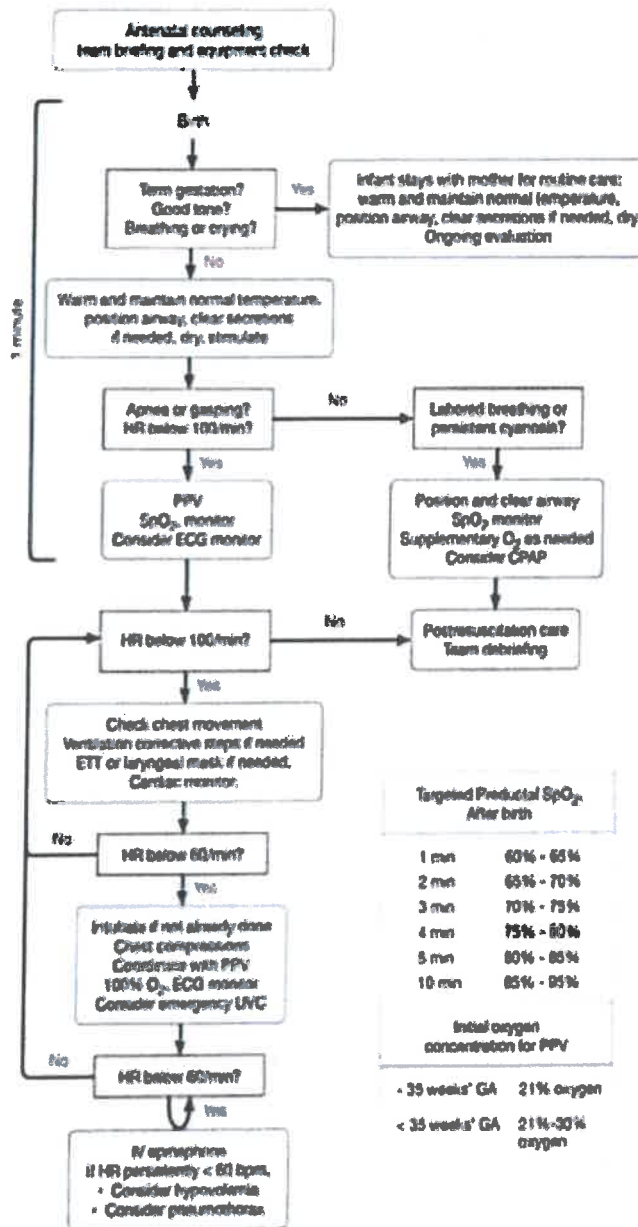 Antenatal counseling
team briefing and equipment check
Birth
1 minute
Term gestation?
Good tone?
Breathing or crying?
Yes
Infant stays with mother for routine care:
warm and maintain normal temperature,
position airway, clear secretions if needed, dry
Ongoing evaluation
No
Warm and maintain normal temperature,
position airway, clear secretions
if needed, dry, stimulate
Apnea or gasping?
HR below 100/min?
No
Labored breathing or
persistent cyanosis?
Yes
Yes
PPV
SpO₂ monitor
Consider ECG monitor
Position and clear airway
SpO₂ monitor
Supplementary O₂ as needed
Consider CPAP
HR below 100/min?
No
Postresuscitation care
Team debriefing
Yes
Check chest movement
Ventilation corrective steps if needed
ETT or laryngeal mask if needed,
Cardiac monitor
No
HR below 60/min?
Yes
Intubate if not already done
Chest compressions
Coordinate with PPV
100% O₂, ECG monitor
Consider emergency UVC
No
HR below 60/min?
Yes
IV epinephrine
If HR persistently < 60 bpm,
• Consider hypovolemia
• Consider pneumothorax
Targeted Preductal SpO₂,
After birth
1 min 60% - 65%
2 min 65% - 70%
3 min 70% - 75%
4 min 75% - 80%
5 min 80% - 85%
10 min 85% - 95%
Initial oxygen
concentration for PPV
35 weeks' GA 21% oxygen
< 35 weeks' GA 21%-30%
oxygen